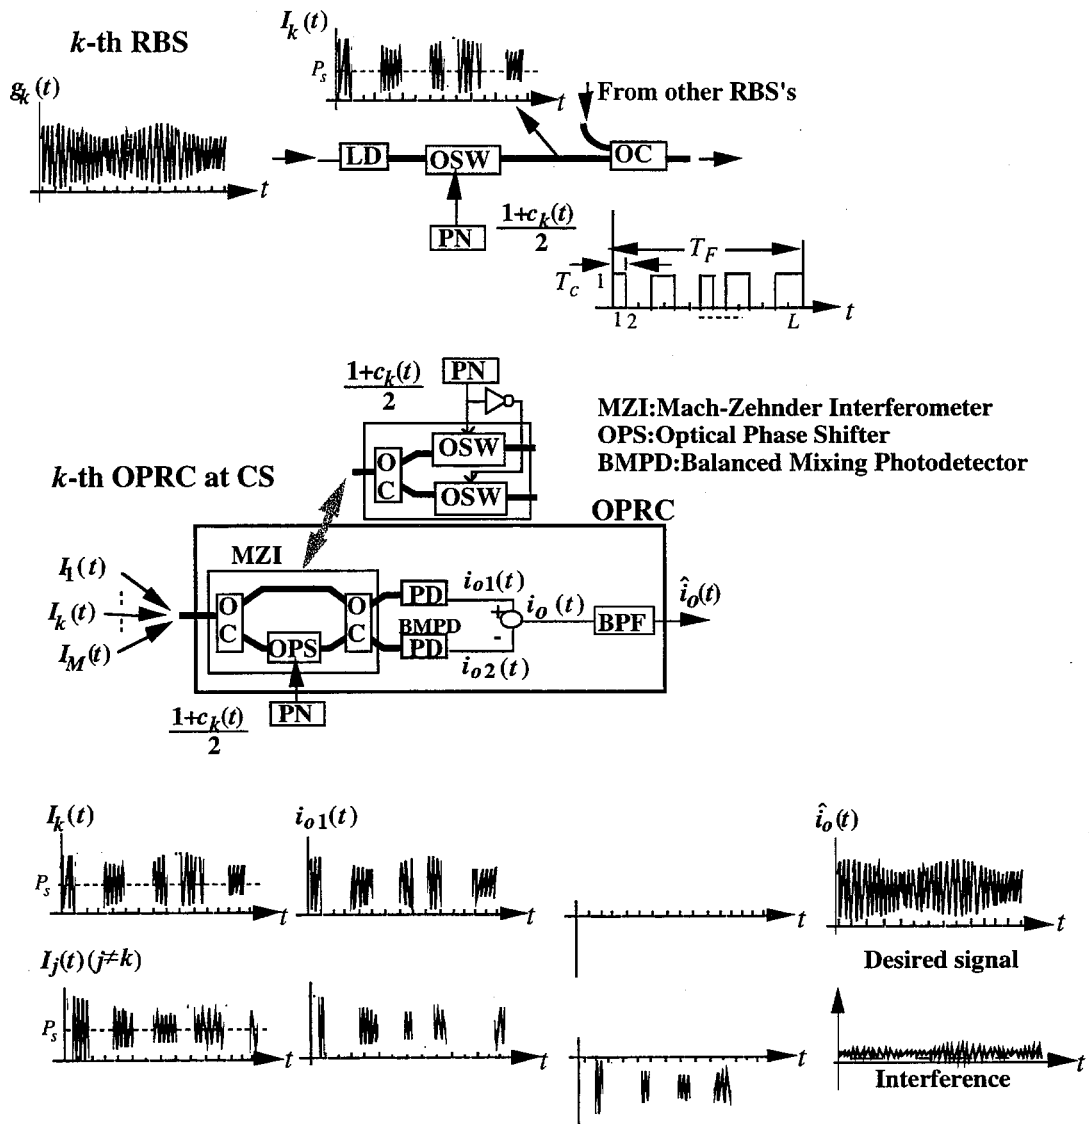 k-th RBS
I_k(t)
P_s
t
g_k(t)
t
From other RBS's
LD
OSW
OC
PN
1+c_k(t)
2
T_F
T_c
1
1 2
L
t
1+c_k(t)
2
PN
OSW
OC
OSW
MZI:Mach-Zehnder Interferometer
OPS:Optical Phase Shifter
BMPD:Balanced Mixing Photodetector
k-th OPRC at CS
OPRC
MZI
I_1(t)
I_k(t)
I_M(t)
OC
OPS
OC
PD
BMPD
PD
i_o1(t)
+
-
i_o2(t)
i_o(t)
BPF
î_o(t)
1+c_k(t)
2
PN
I_k(t)
P_s
t
i_o1(t)
t
t
î_o(t)
t
Desired signal
I_j(t)(j≠k)
P_s
t
t
t
t
Interference